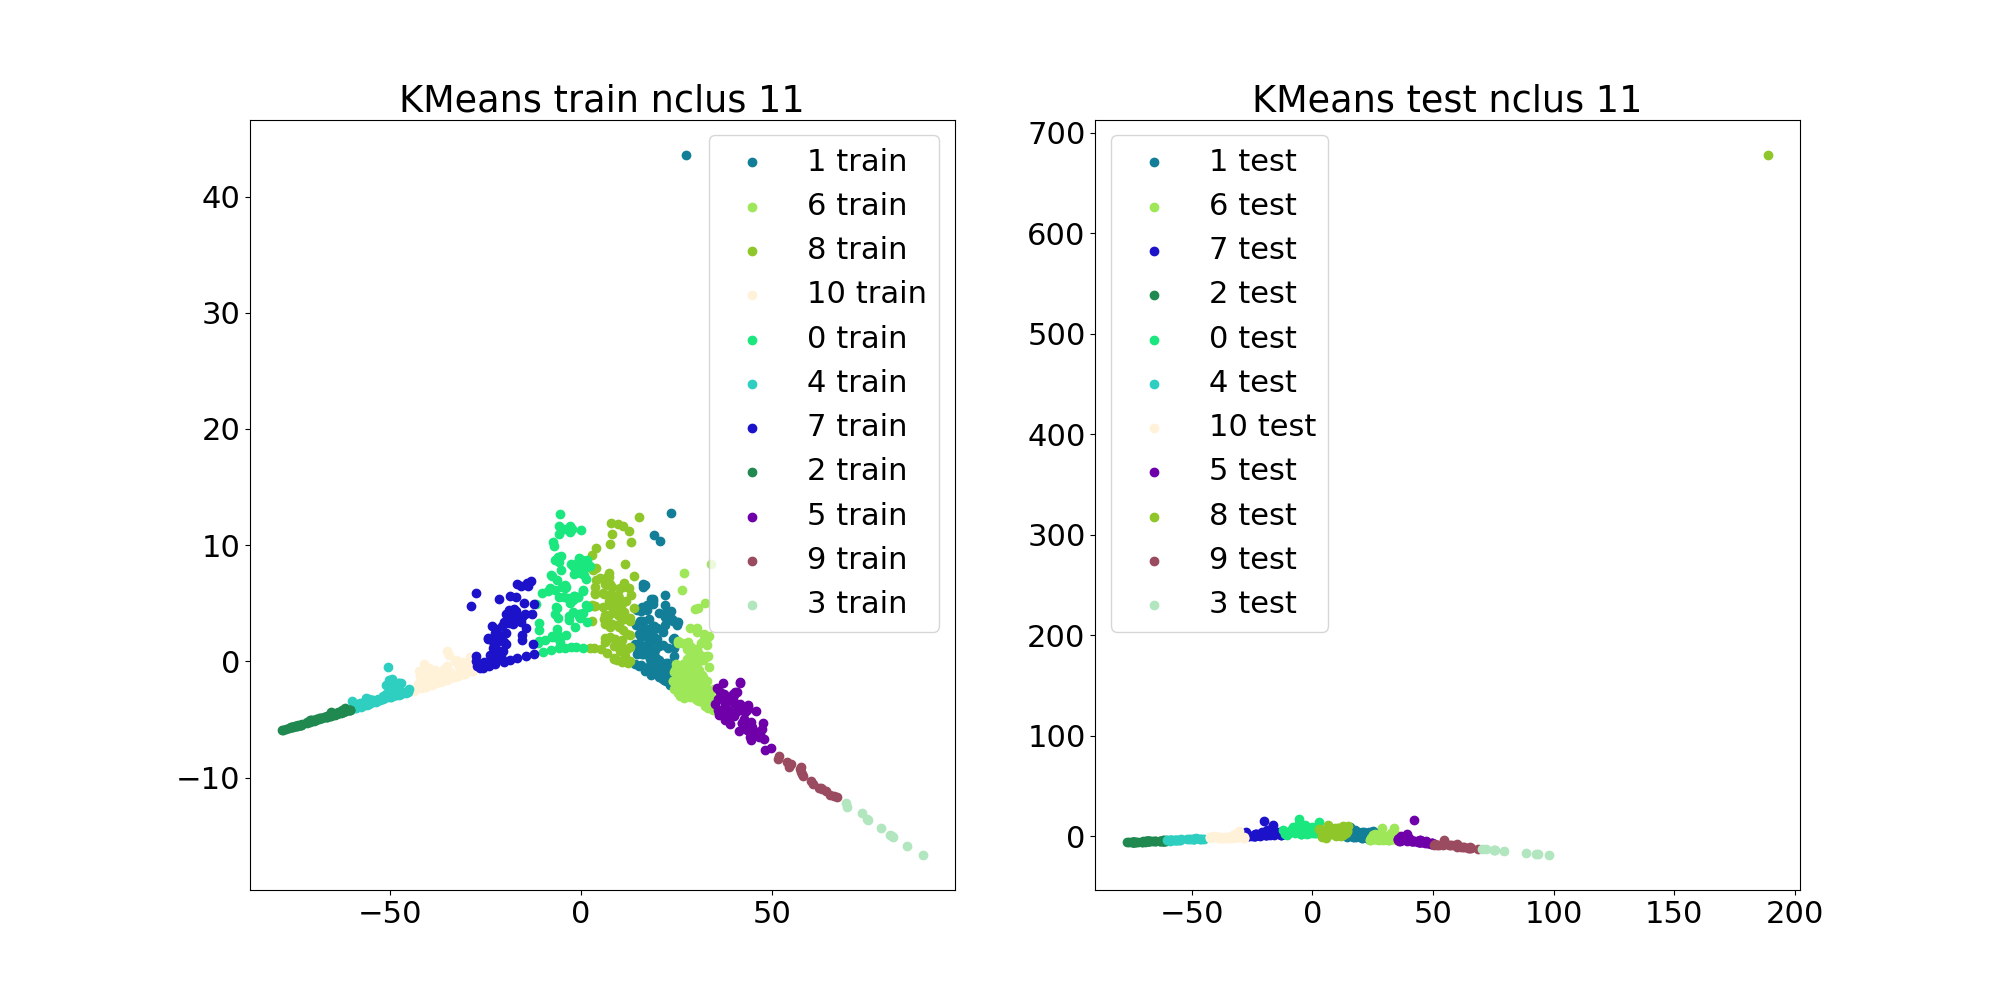 KMeans train nclus 11
40
30
20
10
0
−10
−50
0
50
1 train
6 train
8 train
10 train
0 train
4 train
7 train
2 train
5 train
9 train
3 train
KMeans test nclus 11
700
600
500
400
300
200
100
0
−50
0
50
100
150
200
1 test
6 test
7 test
2 test
0 test
4 test
10 test
5 test
8 test
9 test
3 test